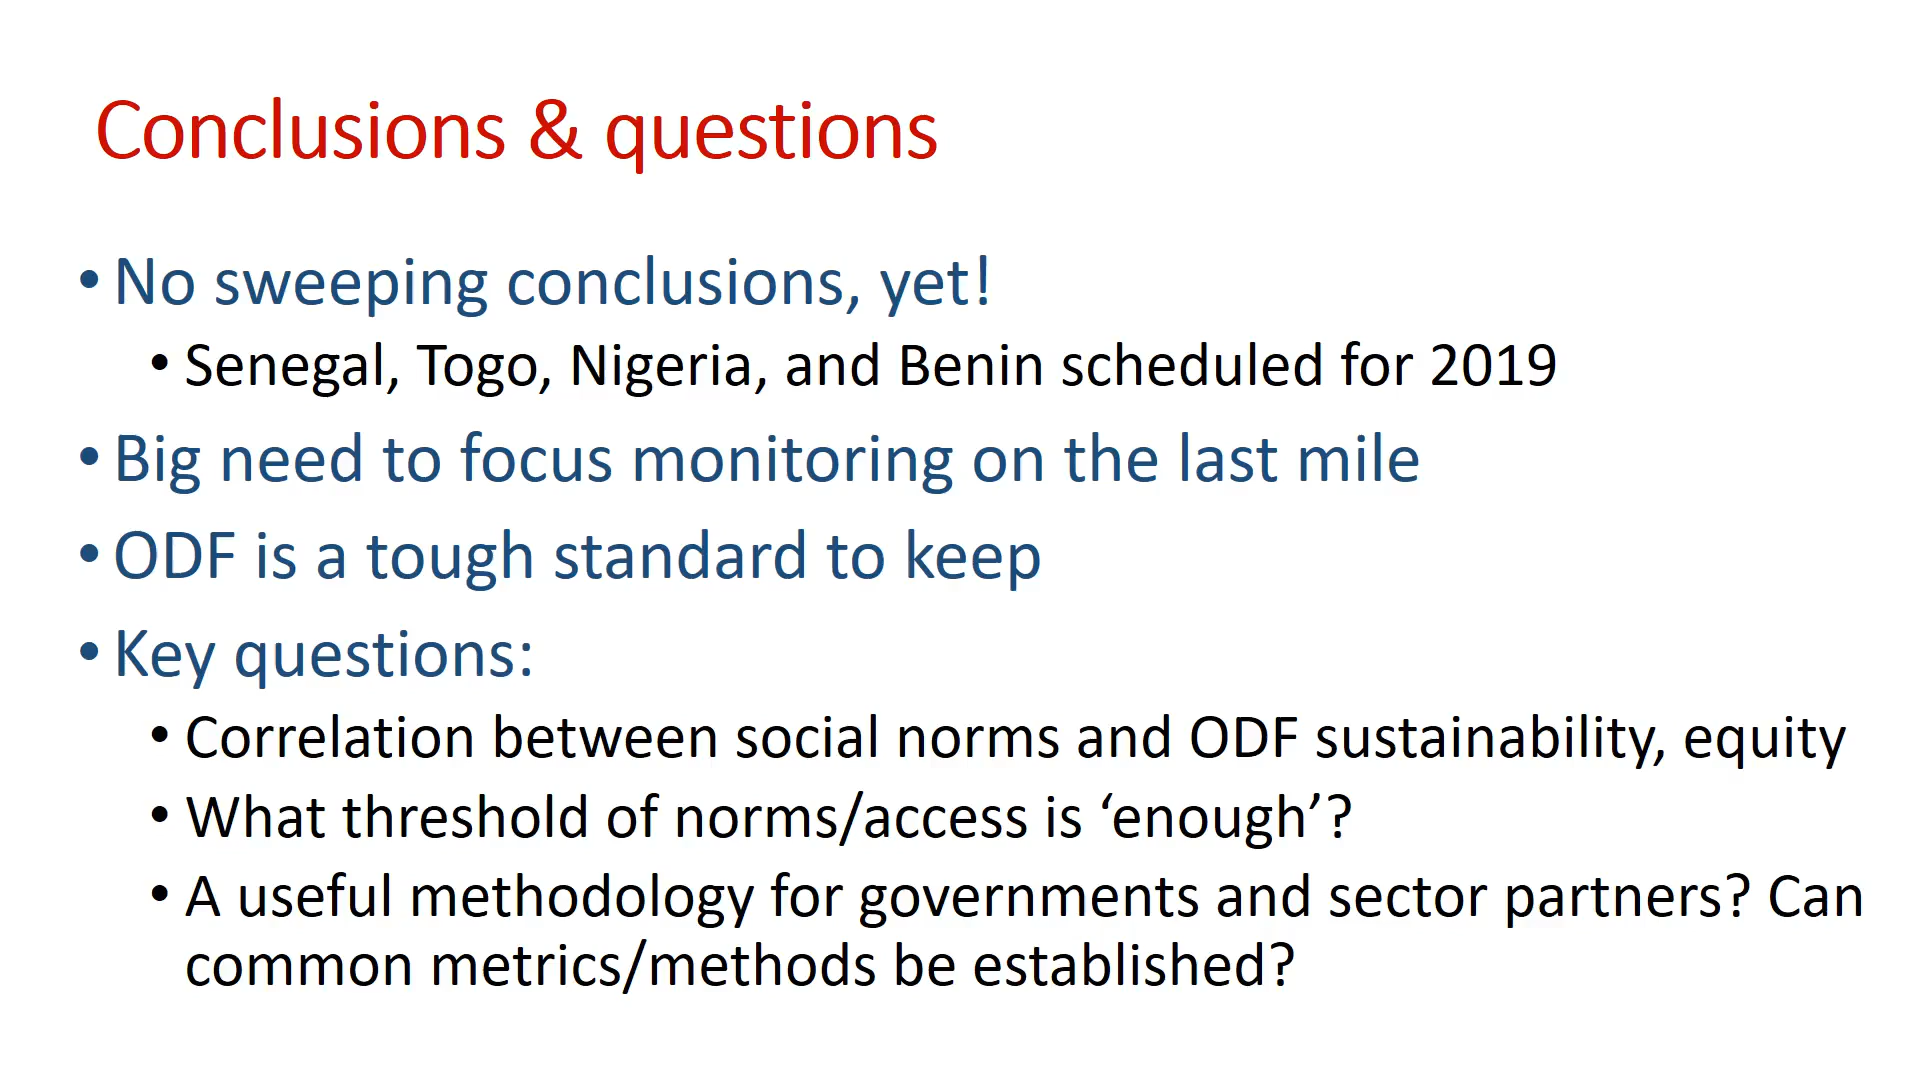 Conclusions & questions
• No sweeping conclusions, yet!
• Senegal, Togo, Nigeria, and Benin scheduled for 2019
• Big need to focus monitoring on the last mile
• ODF is a tough standard to keep
• Key questions:
• Correlation between social norms and ODF sustainability, equity
• What threshold of norms/access is ‘enough’?
• A useful methodology for governments and sector partners? Can
common metrics/methods be established?